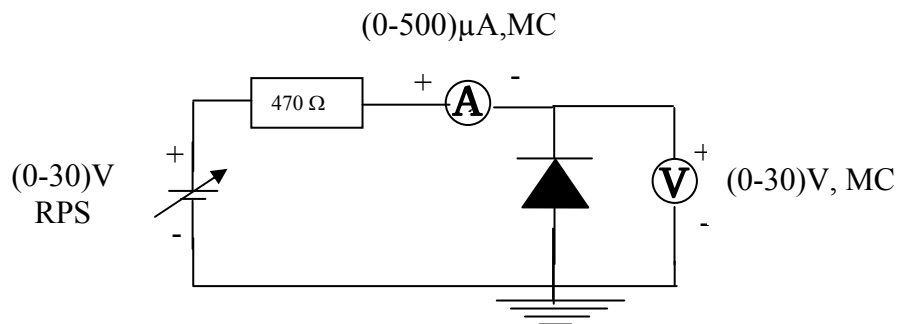 (0-500)µA,MC
+ -
470 Ω
A
+
(0-30)V
RPS
-
V
+
-
(0-30)V, MC